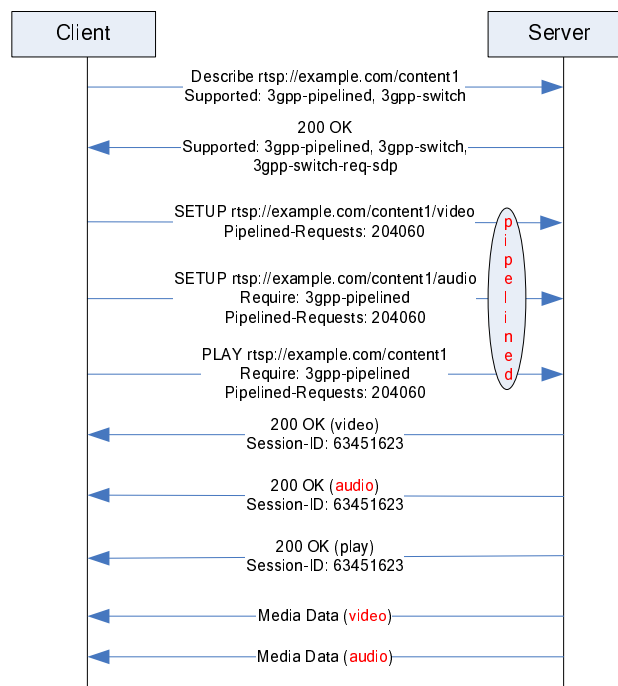 Client
Server
Describe rtsp://example.com/content1
Supported: 3gpp-pipelined, 3gpp-switch
200 OK
Supported: 3gpp-pipelined, 3gpp-switch,
3gpp-switch-req-sdp
SETUP rtsp://example.com/content1/video
Pipelined-Requests: 204060
SETUP rtsp://example.com/content1/audio
Require: 3gpp-pipelined
Pipelined-Requests: 204060
PLAY rtsp://example.com/content1
Require: 3gpp-pipelined
Pipelined-Requests: 204060
pipelined
200 OK (video)
Session-ID: 63451623
200 OK (audio)
Session-ID: 63451623
200 OK (play)
Session-ID: 63451623
Media Data (video)
Media Data (audio)